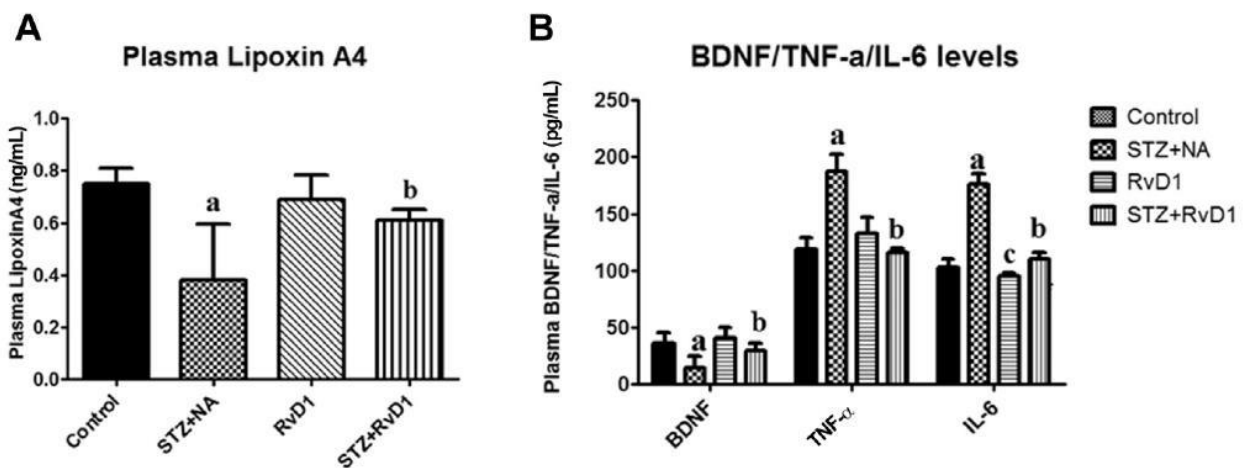 A
Plasma Lipoxin A4
Plasma LipoxinA4 (ng/mL)
1.0
0.8
0.6
0.4
0.2
0.0
a
b
Control
STZ+NA
RvD1
STZ+RvD1
B
BDNF/TNF-a/IL-6 levels
Plasma BDNF/TNF-a/IL-6 (pg/mL)
250
200
150
100
50
0
a
b
a
b
a
c
b
BDNF
TNF-α
IL-6
Control
STZ+NA
RvD1
STZ+RvD1